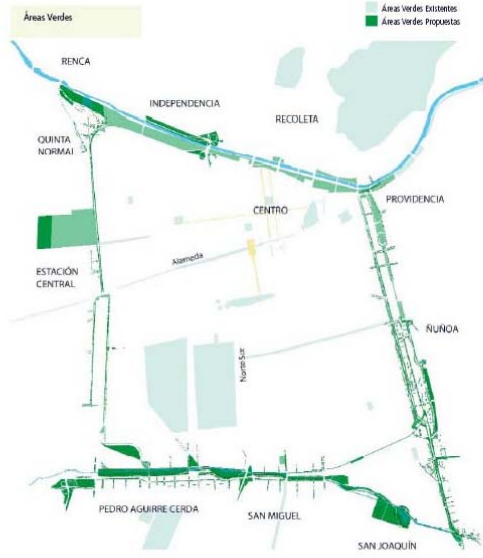 Áreas Verdes
Áreas Verdes Existentes
Áreas Verdes Propuestas
RENCA
INDEPENDENCIA
RECOLETA
QUINTA
NORMAL
PROVIDENCIA
CENTRO
Alameda
ESTACIÓN
CENTRAL
ÑUÑOA
Norte Sur
PEDRO AGUIRRE CERDA
SAN MIGUEL
SAN JOAQUÍN